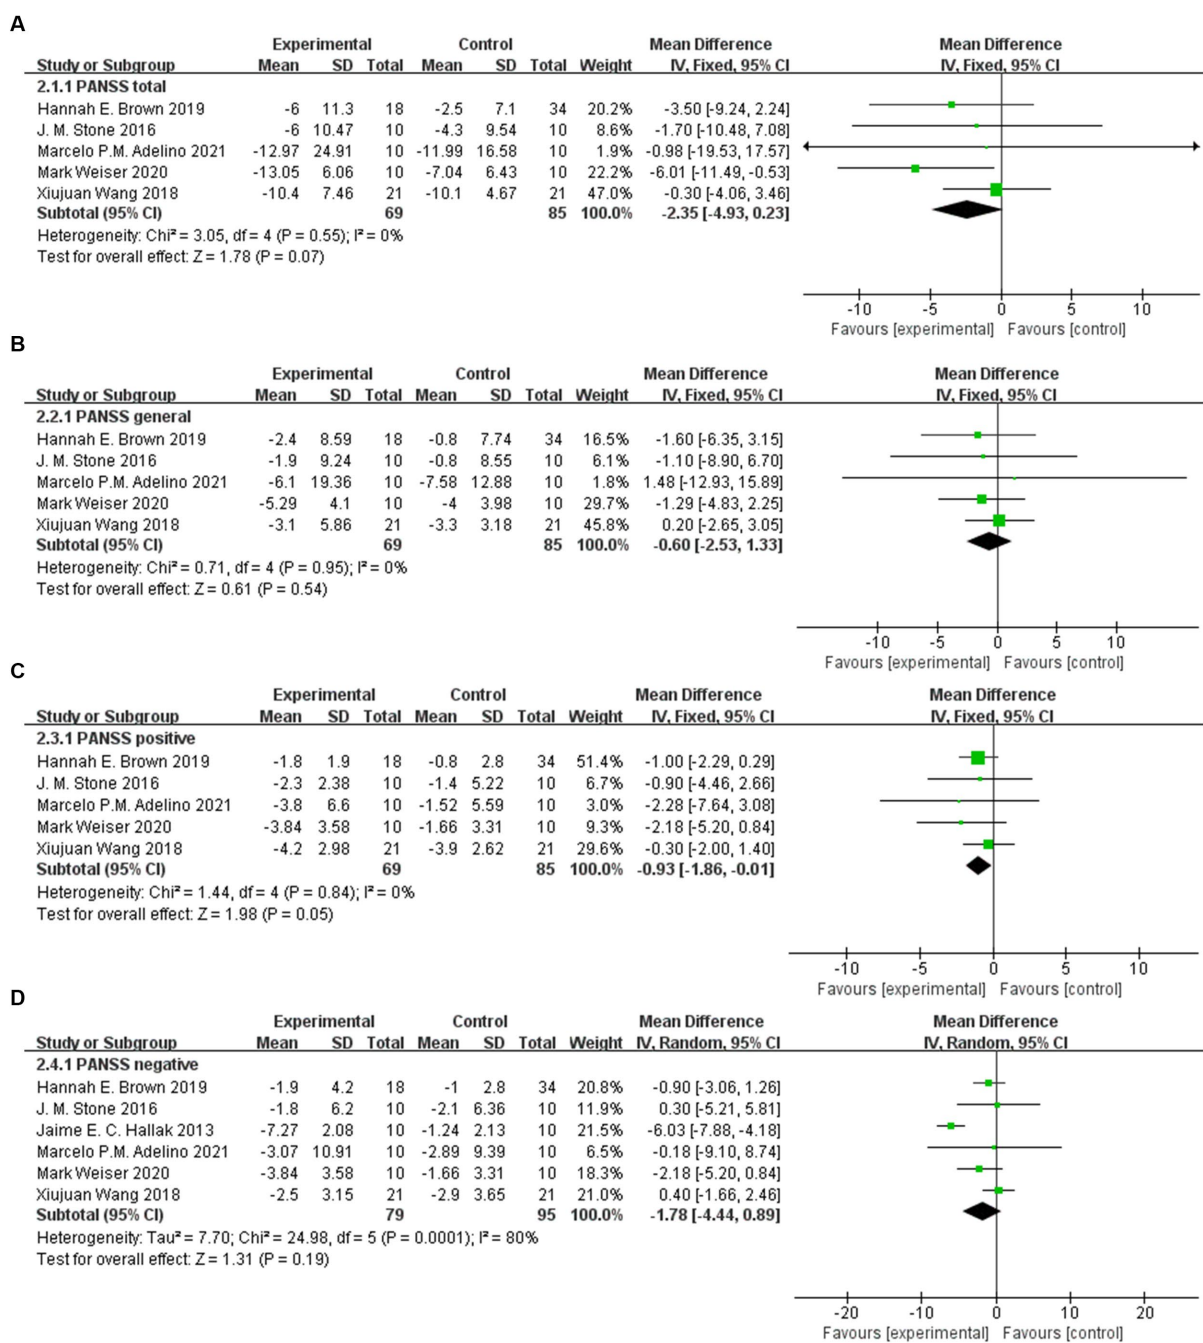 A
Experimental Control Mean Difference Mean Difference
Study or Subgroup Mean SD Total Mean SD Total Weight IV, Fixed, 95% CI IV, Fixed, 95% CI
2.1.1 PANSS total
Hannah E. Brown 2019 -6 11.3 18 -2.5 7.1 34 20.2% -3.50 [-9.24, 2.24]
J. M. Stone 2016 -6 10.47 10 -4.3 9.54 10 8.6% -1.70 [-10.48, 7.08]
Marcelo P.M. Adelino 2021 -12.97 24.91 10 -11.99 16.58 10 1.9% -0.98 [-19.53, 17.57]
Mark Weiser 2020 -13.05 6.06 10 -7.04 6.43 10 22.2% -6.01 [-11.49, -0.53]
Xiujuan Wang 2018 -10.4 7.46 21 -10.1 4.67 21 47.0% -0.30 [-4.06, 3.46]
Subtotal (95% CI) 69 85 100.0% -2.35 [-4.93, 0.23]
Heterogeneity: Chi² = 3.05, df = 4 (P = 0.55); I² = 0%
Test for overall effect: Z = 1.78 (P = 0.07)
-10 -5 0 5 10
Favours [experimental] Favours [control]
B
Experimental Control Mean Difference Mean Difference
Study or Subgroup Mean SD Total Mean SD Total Weight IV, Fixed, 95% CI IV, Fixed, 95% CI
2.2.1 PANSS general
Hannah E. Brown 2019 -2.4 8.59 18 -0.8 7.74 34 16.5% -1.60 [-6.35, 3.15]
J. M. Stone 2016 -1.9 9.24 10 -0.8 8.55 10 6.1% -1.10 [-8.90, 6.70]
Marcelo P.M. Adelino 2021 -6.1 19.36 10 -7.58 12.88 10 1.8% 1.48 [-12.93, 15.89]
Mark Weiser 2020 -5.29 4.1 10 -4 3.98 10 29.7% -1.29 [-4.83, 2.25]
Xiujuan Wang 2018 -3.1 5.86 21 -3.3 3.18 21 45.8% 0.20 [-2.65, 3.05]
Subtotal (95% CI) 69 85 100.0% -0.60 [-2.53, 1.33]
Heterogeneity: Chi² = 0.71, df = 4 (P = 0.95); I² = 0%
Test for overall effect: Z = 0.61 (P = 0.54)
-10 -5 0 5 10
Favours [experimental] Favours [control]
C
Experimental Control Mean Difference Mean Difference
Study or Subgroup Mean SD Total Mean SD Total Weight IV, Fixed, 95% CI IV, Fixed, 95% CI
2.3.1 PANSS positive
Hannah E. Brown 2019 -1.8 1.9 18 -0.8 2.8 34 51.4% -1.00 [-2.29, 0.29]
J. M. Stone 2016 -2.3 2.38 10 -1.4 5.22 10 6.7% -0.90 [-4.46, 2.66]
Marcelo P.M. Adelino 2021 -3.8 6.6 10 -1.52 5.59 10 3.0% -2.28 [-7.64, 3.08]
Mark Weiser 2020 -3.84 3.58 10 -1.66 3.31 10 9.3% -2.18 [-5.20, 0.84]
Xiujuan Wang 2018 -4.2 2.98 21 -3.9 2.62 21 29.6% -0.30 [-2.00, 1.40]
Subtotal (95% CI) 69 85 100.0% -0.93 [-1.86, -0.01]
Heterogeneity: Chi² = 1.44, df = 4 (P = 0.84); I² = 0%
Test for overall effect: Z = 1.98 (P = 0.05)
-10 -5 0 5 10
Favours [experimental] Favours [control]
D
Experimental Control Mean Difference Mean Difference
Study or Subgroup Mean SD Total Mean SD Total Weight IV, Random, 95% CI IV, Random, 95% CI
2.4.1 PANSS negative
Hannah E. Brown 2019 -1.9 4.2 18 -1 2.8 34 20.8% -0.90 [-3.06, 1.26]
J. M. Stone 2016 -1.8 6.2 10 -2.1 6.36 10 11.9% 0.30 [-5.21, 5.81]
Jaime E. C. Hallak 2013 -7.27 2.08 10 -1.24 2.13 10 21.5% -6.03 [-7.88, -4.18]
Marcelo P.M. Adelino 2021 -3.07 10.91 10 -2.89 9.39 10 6.5% -0.18 [-9.10, 8.74]
Mark Weiser 2020 -3.84 3.58 10 -1.66 3.31 10 18.3% -2.18 [-5.20, 0.84]
Xiujuan Wang 2018 -2.5 3.15 21 -2.9 3.65 21 21.0% 0.40 [-1.66, 2.46]
Subtotal (95% CI) 79 95 100.0% -1.78 [-4.44, 0.89]
Heterogeneity: Tau² = 7.70; Chi² = 24.98, df = 5 (P = 0.0001); I² = 80%
Test for overall effect: Z = 1.31 (P = 0.19)
-20 -10 0 10 20
Favours [experimental] Favours [control]